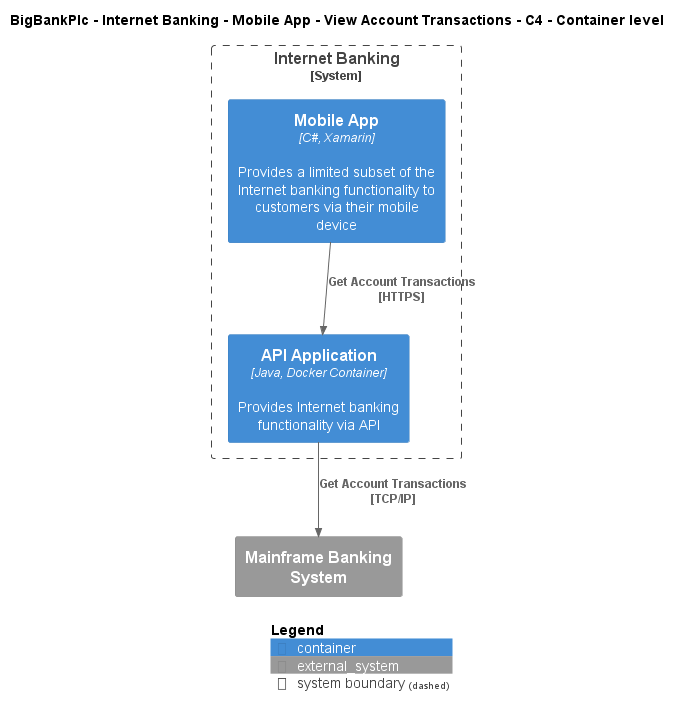 BigBankPlc - Internet Banking - Mobile App - View Account Transactions - C4 - Container level
Internet Banking
[System]
Mobile App
[C#, Xamarin]
Provides a limited subset of the
Internet banking functionality to
customers via their mobile
device
Get Account Transactions
[HTTPS]
API Application
[Java, Docker Container]
Provides Internet banking
functionality via API
Get Account Transactions
[TCP/IP]
Mainframe Banking
System
Legend
container
external_system
system boundary (dashed)